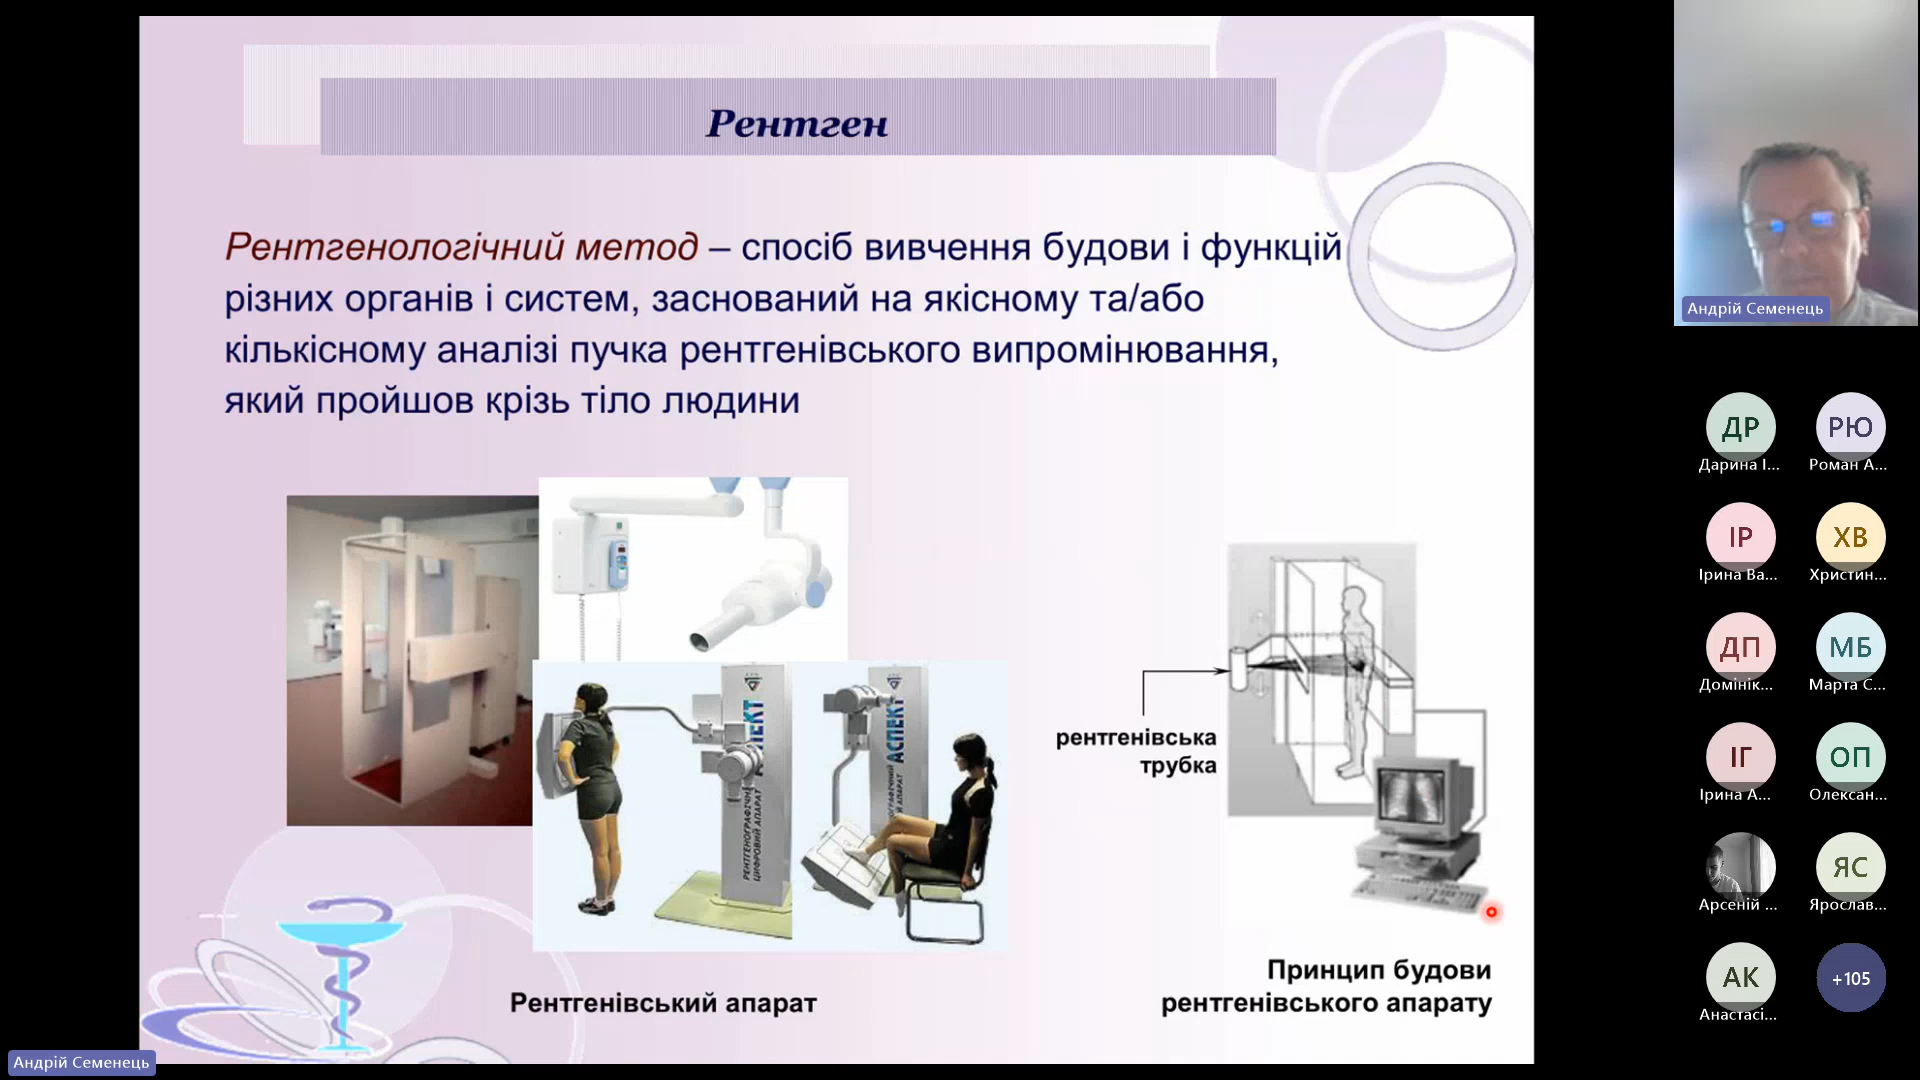 Рентген
Рентгенологічний метод – спосіб вивчення будови і функцій
різних органів і систем, заснований на якісному та/або
кількісному аналізі пучка рентгенівського випромінювання,
який пройшов крізь тіло людини
АСПЕКТ
РЕНТГЕНОГРАФІЧНИЙ
ЦИФРОВИЙ АПАРАТ
рентгенівська
трубка
Рентгенівський апарат
Принцип будови
рентгенівського апарату
Андрій Семенець
Андрій Семенець
ДР
Дарина І...
РЮ
Роман А...
ІР
Ірина Ва...
ХВ
Христин...
ДП
Домінік...
МБ
Марта С...
ІГ
Ірина А...
ОП
Олексан...
Арсеній ...
ЯС
Ярослав...
АК
Анастасі...
+105